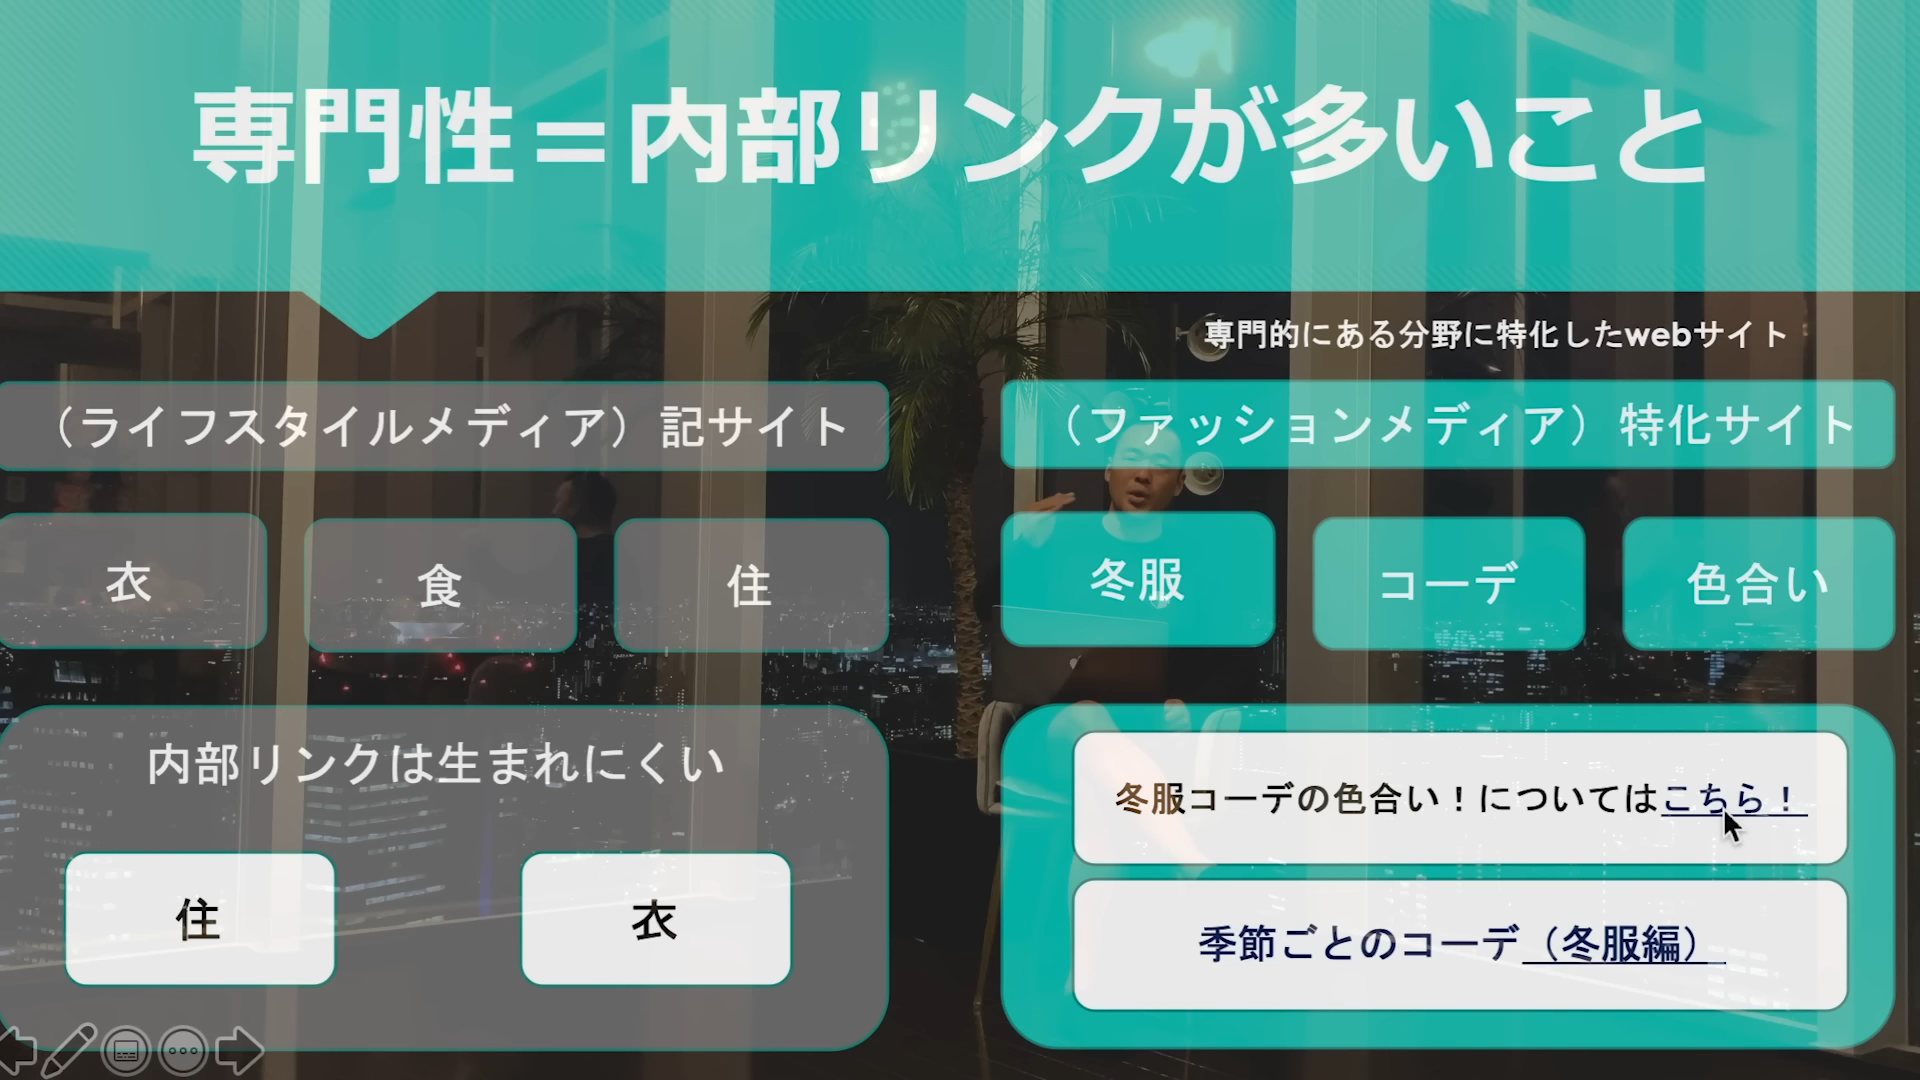 専門性＝内部リンクが多いこと
専門的にある分野に特化したwebサイト
（ライフスタイルメディア）記サイト
（ファッションメディア）特化サイト
衣
食
住
冬服
コーデ
色合い
内部リンクは生まれにくい
住
衣
冬服コーデの色合い！についてはこちら！
季節ごとのコーデ（冬服編）